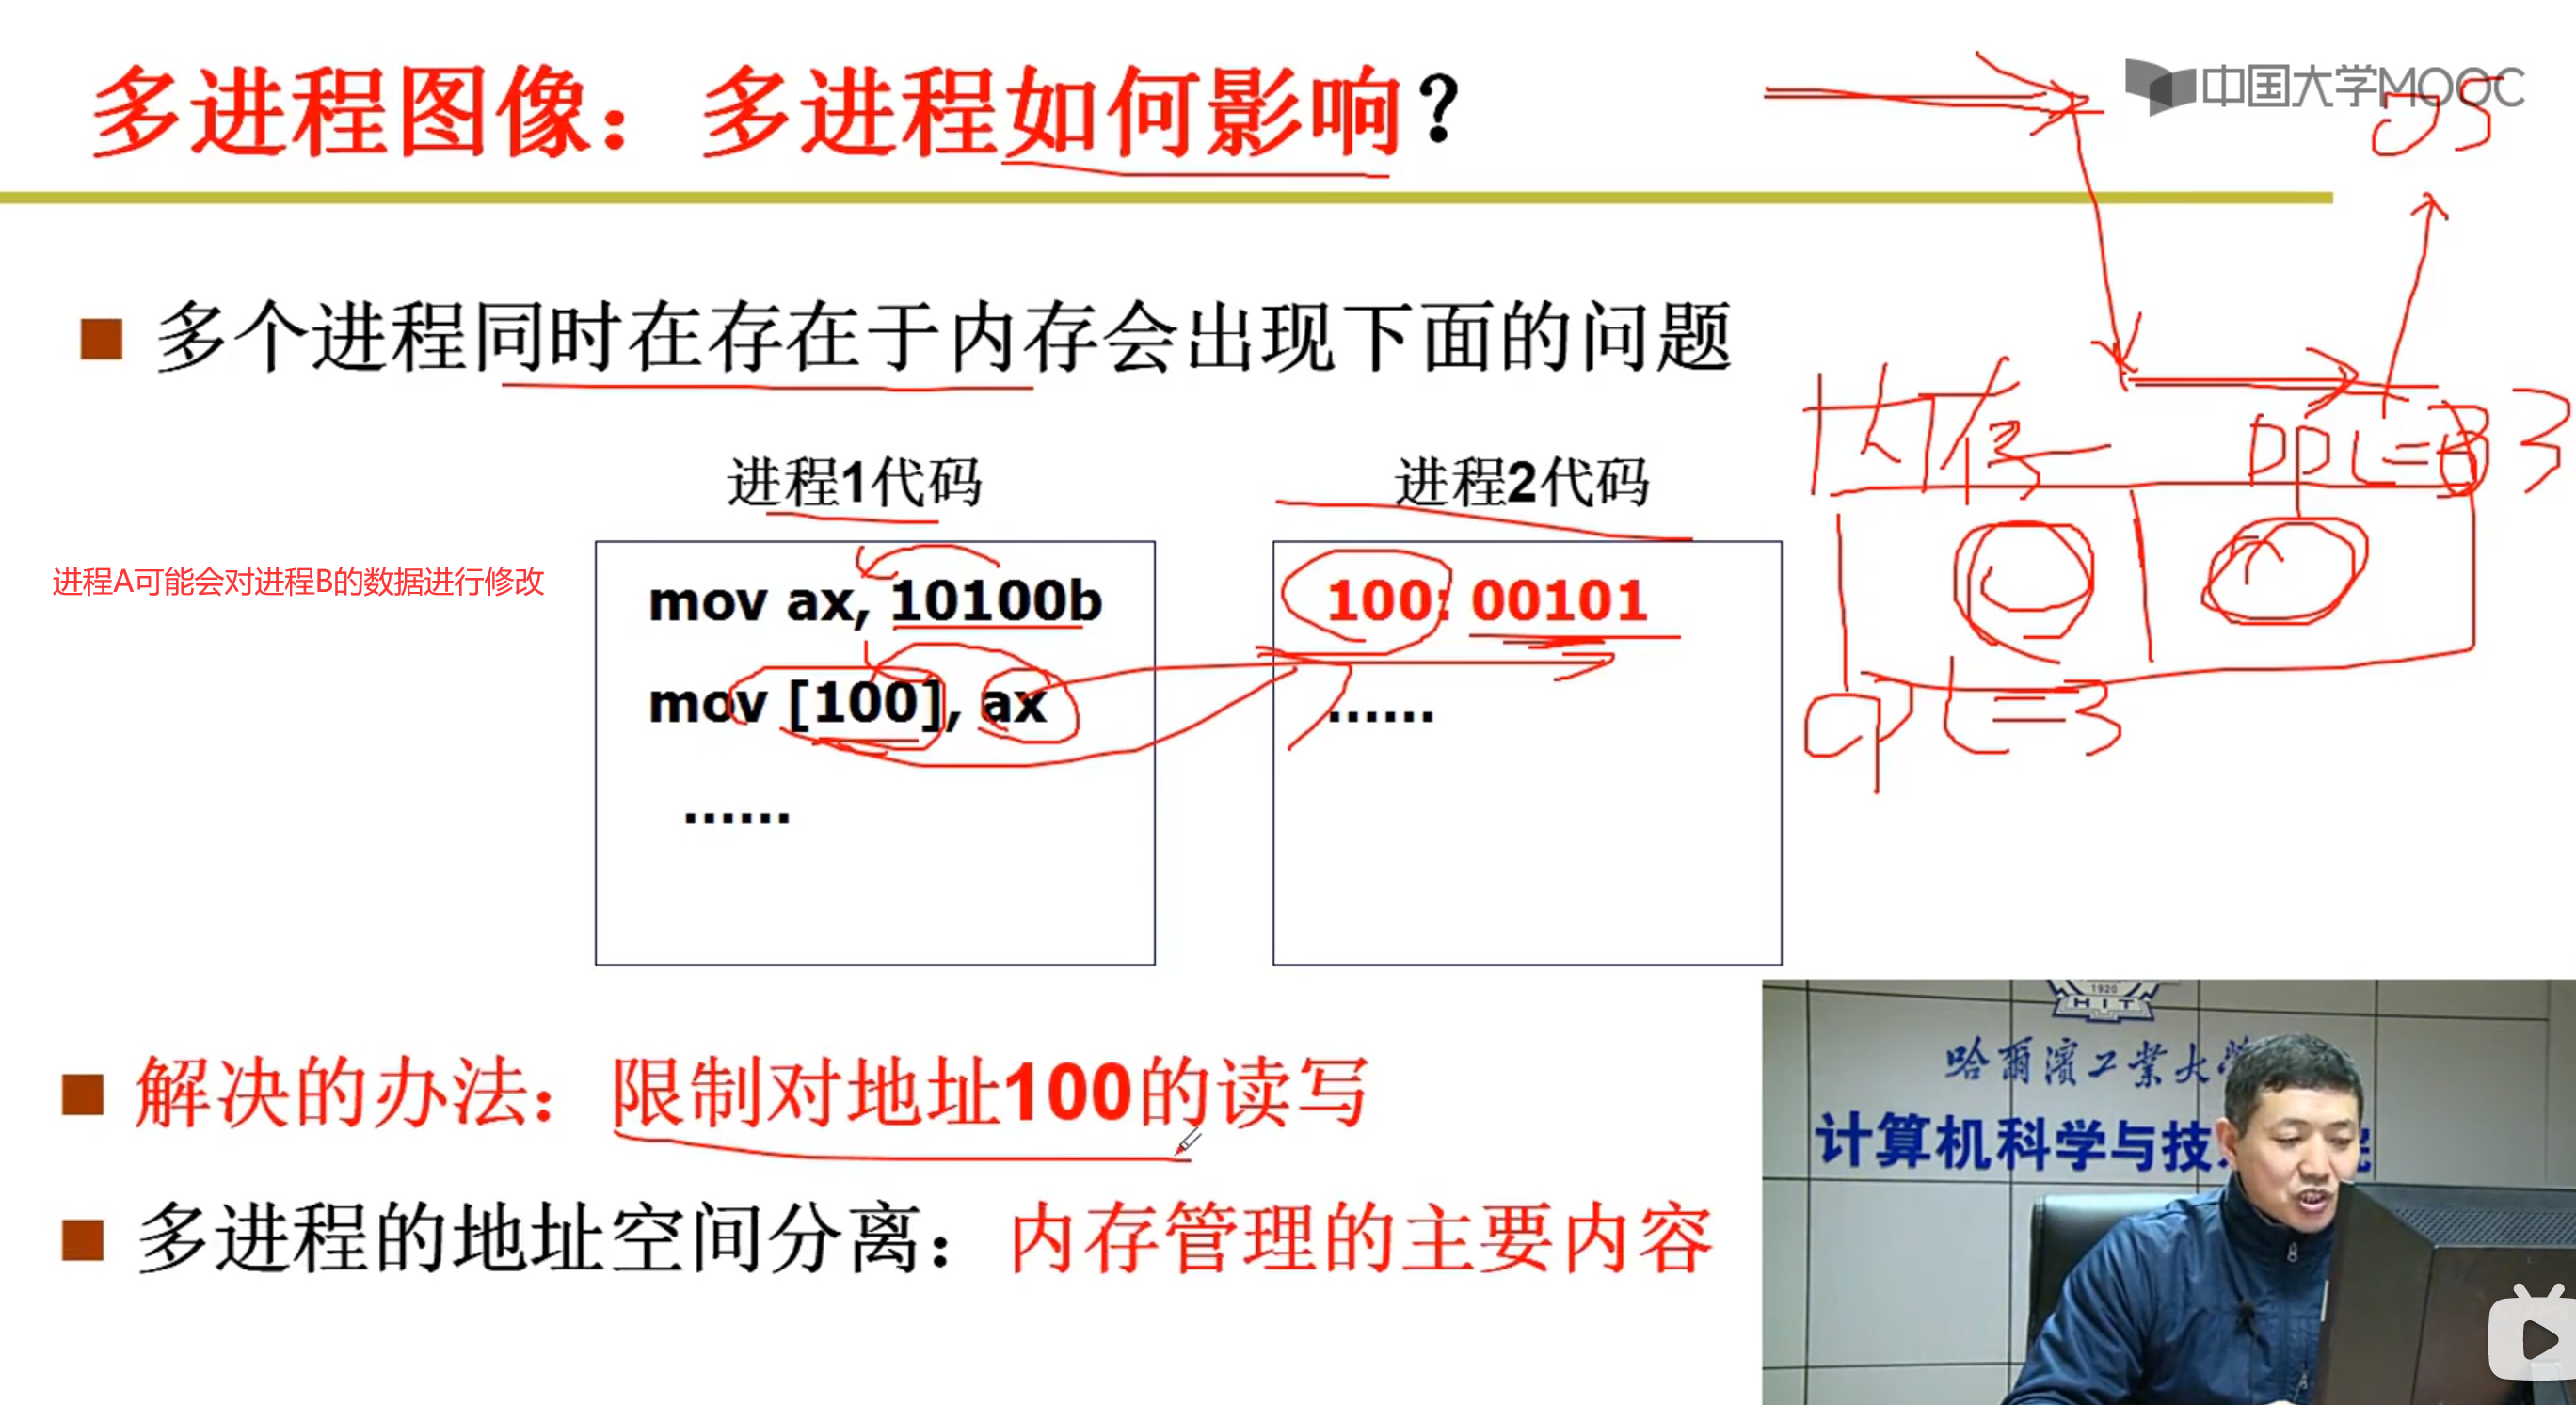 多进程图像：多进程如何影响？
中国大学MOOC
OS
多个进程同时在存在于内存会出现下面的问题
内存
DPL=3 3
进程1代码
进程2代码
进程A可能会对进程B的数据进行修改
mov ax, 10100b
mov [100], ax
......
100: 00101
......
CPL=3
解决的办法：限制对地址100的读写
多进程的地址空间分离：内存管理的主要内容
1920
HIT
哈爾濱工業大学
计算机科学与技